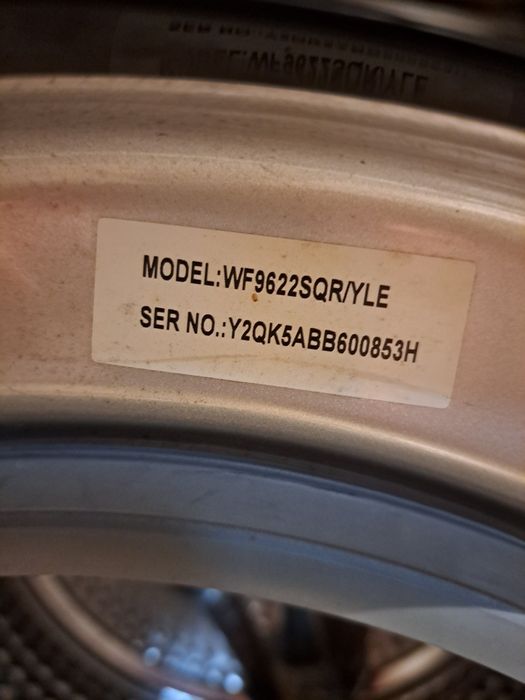 MODEL:WF9622SQR/YLE
SER NO.:Y2QK5ABB600853H